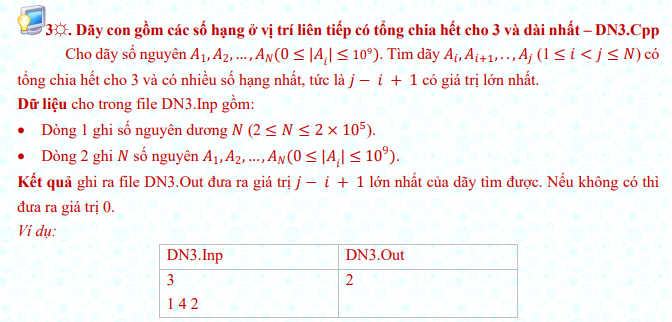 3☼. Dãy con gồm các số hạng ở vị trí liên tiếp có tổng chia hết cho 3 và dài nhất – DN3.Cpp
Cho dãy số nguyên A₁, A₂, ..., A_N(0 ≤ |Aᵢ| ≤ 10⁹). Tìm dãy Aᵢ, Aᵢ₊₁, . ., Aⱼ (1 ≤ i < j ≤ N) có
tổng chia hết cho 3 và có nhiều số hạng nhất, tức là j − i + 1 có giá trị lớn nhất.
Dữ liệu cho trong file DN3.Inp gồm:
• Dòng 1 ghi số nguyên dương N (2 ≤ N ≤ 2 × 10⁵).
• Dòng 2 ghi N số nguyên A₁, A₂, ..., A_N(0 ≤ |Aᵢ| ≤ 10⁹).
Kết quả ghi ra file DN3.Out đưa ra giá trị j − i + 1 lớn nhất của dãy tìm được. Nếu không có thì
đưa ra giá trị 0.
Ví dụ:
DN3.Inp DN3.Out
3 2
1 4 2